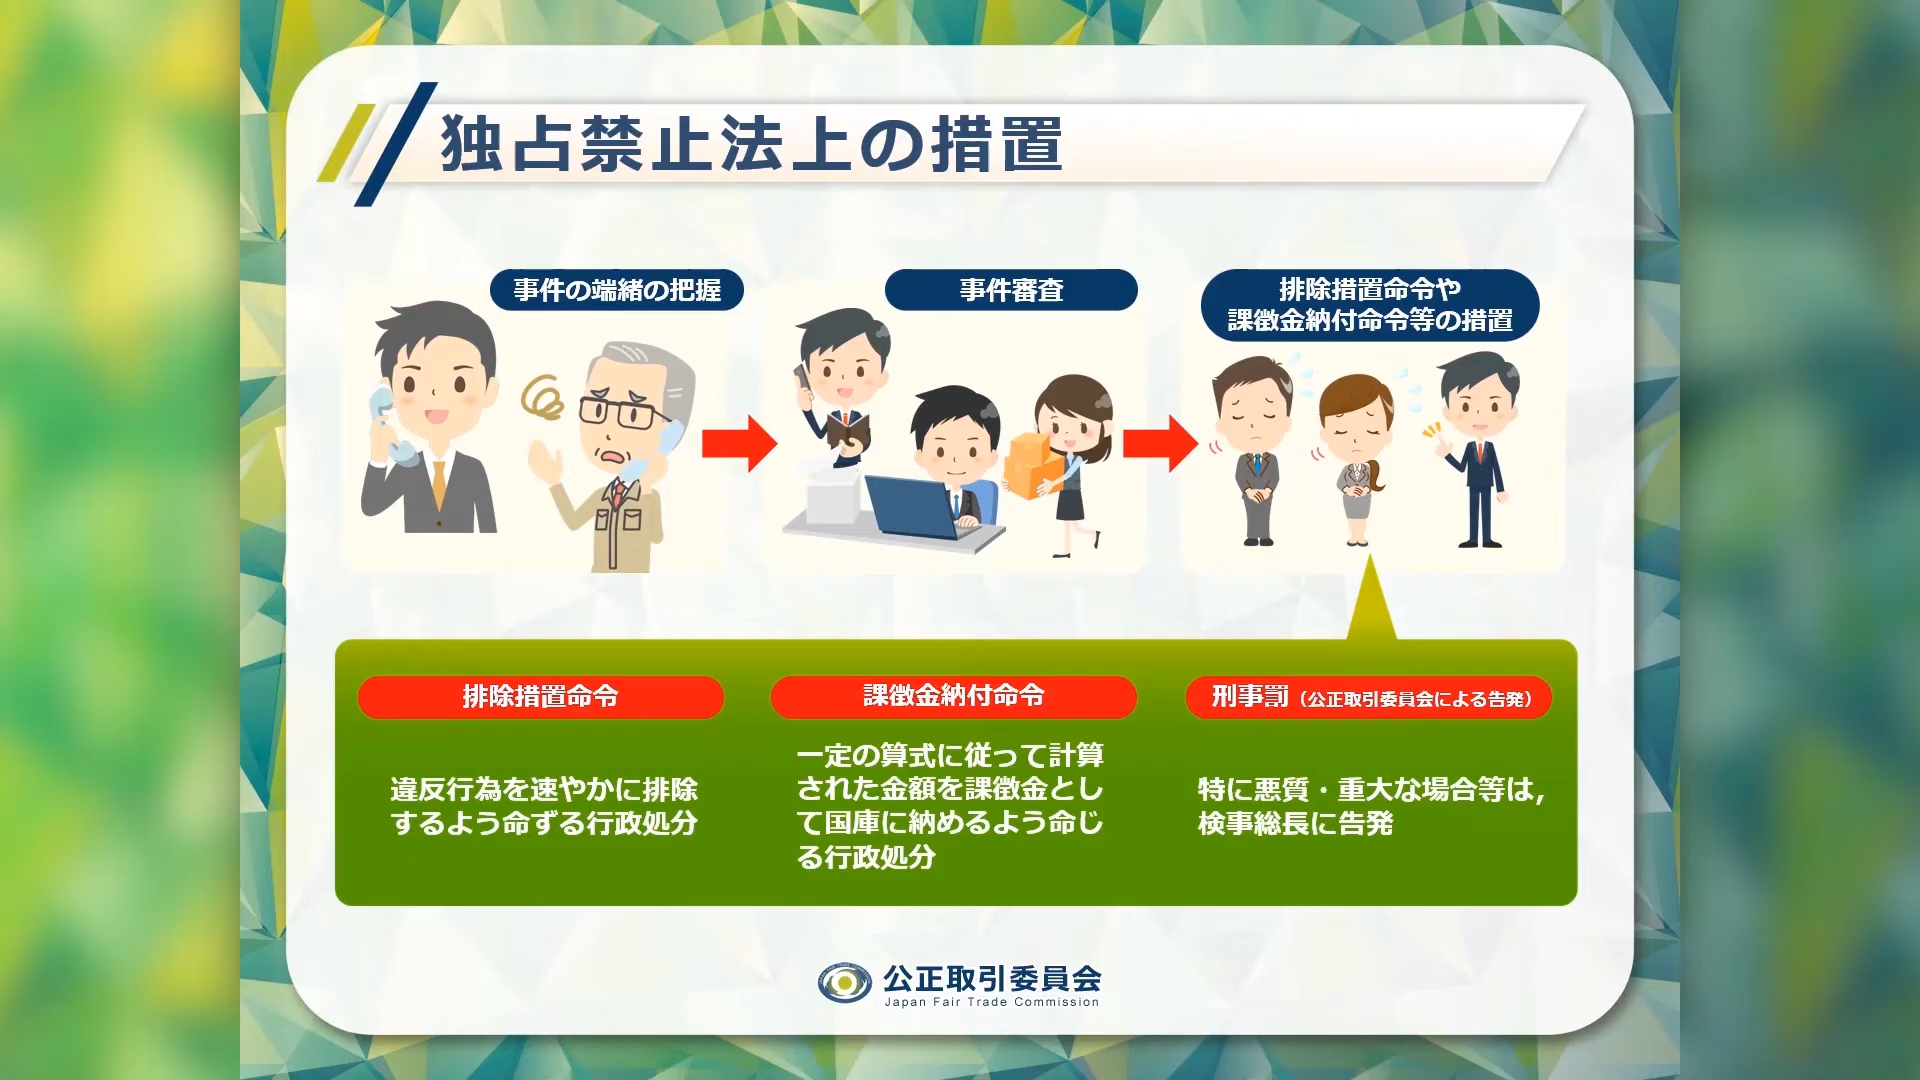 独占禁止法上の措置
事件の端緒の把握
事件審査
排除措置命令や
課徴金納付命令等の措置
排除措置命令
違反行為を速やかに排除
するよう命ずる行政処分
課徴金納付命令
一定の算式に従って計算
された金額を課徴金とし
て国庫に納めるよう命じ
る行政処分
刑事罰（公正取引委員会による告発）
特に悪質・重大な場合等は，
検事総長に告発
公正取引委員会
Japan Fair Trade Commission